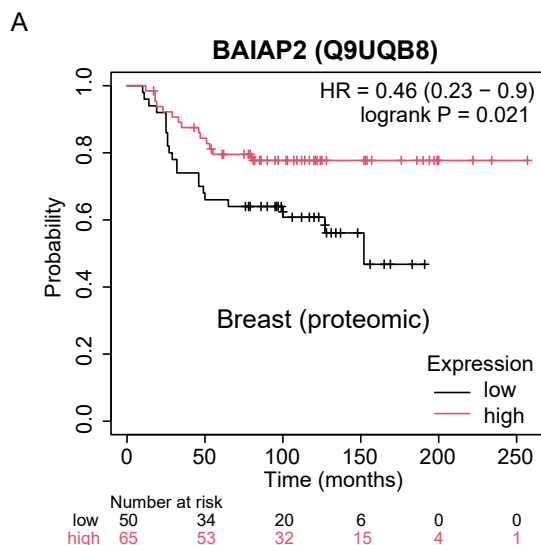 A
BAIAP2 (Q9UQB8)
HR = 0.46 (0.23 − 0.9)
logrank P = 0.021
Probability
1.0
0.8
0.6
0.4
0.2
0.0
Breast (proteomic)
Expression
low
high
0 50 100 150 200 250
Time (months)
Number at risk
low 50 34 20 6 0 0
high 65 53 32 15 4 1